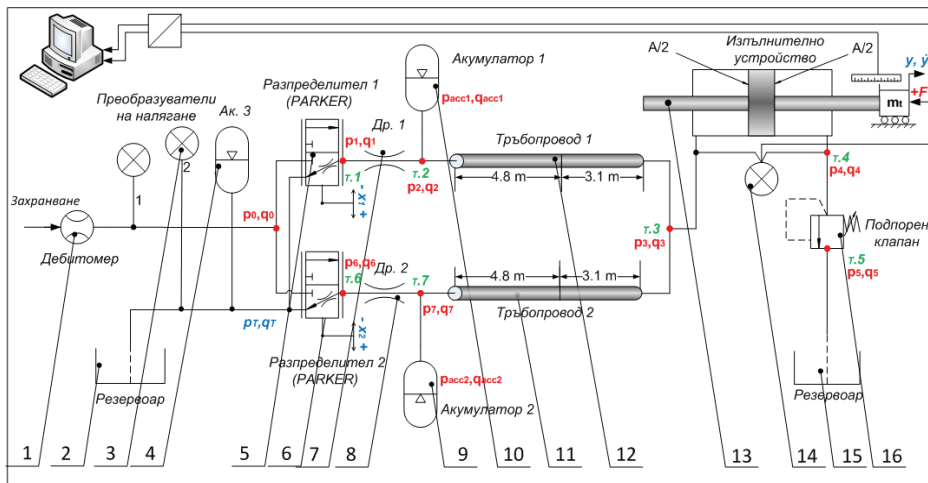 A/2
Изпълнително
устройство
A/2
y, ẏ
+F
mt
Акумулатор 1
Разпределител 1
(PARKER)
Преобразуватели
на налягане
Ак. 3
2
1
pacc1,qacc1
Др. 1
p1,q1
т.1
т.2
p2,q2
- x1 +
Тръбопровод 1
4.8 m
3.1 m
т.4
p4,q4
Захранване
Дебитомер
p0,q0
т.3
p3,q3
Подпорен
клапан
т.5
p5,q5
p6,q6
т.6
Др. 2
т.7
p7,q7
4.8 m
3.1 m
Тръбопровод 2
pT,qT
- x2 +
Разпределител 2
(PARKER)
pacc2,qacc2
Акумулатор 2
Резервоар
Резервоар
1 2 3 4 5 6 7 8 9 10 11 12 13 14 15 16